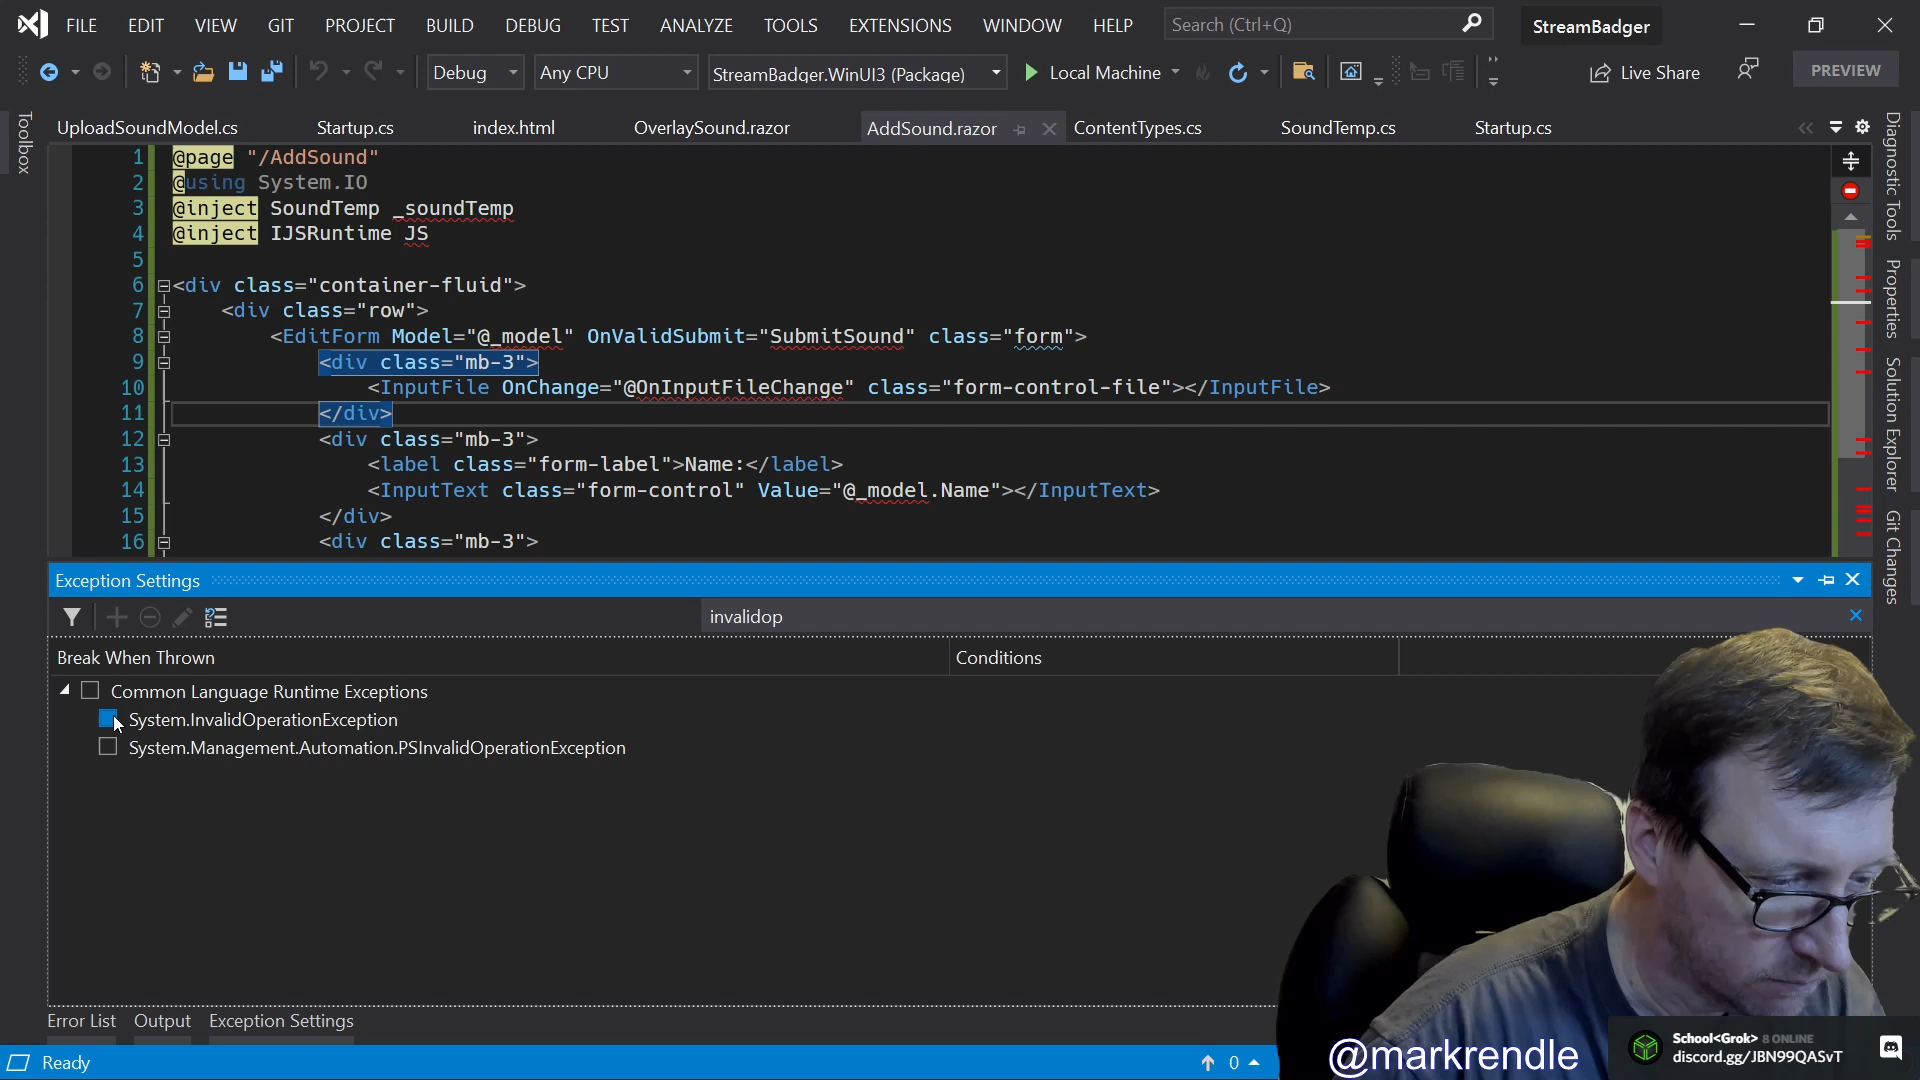 FILE EDIT VIEW GIT PROJECT BUILD DEBUG TEST ANALYZE TOOLS EXTENSIONS WINDOW HELP Search (Ctrl+Q) StreamBadger
Debug Any CPU StreamBadger.WinUI3 (Package) Local Machine Live Share PREVIEW
UploadSoundModel.cs Startup.cs index.html OverlaySound.razor AddSound.razor ContentTypes.cs SoundTemp.cs Startup.cs
Toolbox
1 @page "/AddSound"
2 @using System.IO
3 @inject SoundTemp _soundTemp
4 @inject IJSRuntime JS
5
6 <div class="container-fluid">
7 <div class="row">
8 <EditForm Model="@_model" OnValidSubmit="SubmitSound" class="form">
9 <div class="mb-3">
10 <InputFile OnChange="@OnInputFileChange" class="form-control-file"></InputFile>
11 </div>
12 <div class="mb-3">
13 <label class="form-label">Name:</label>
14 <InputText class="form-control" Value="@_model.Name"></InputText>
15 </div>
16 <div class="mb-3">
Diagnostic Tools
Properties
Solution Explorer
Git Changes
Exception Settings
invalidop
Break When Thrown Conditions
Common Language Runtime Exceptions
System.InvalidOperationException
System.Management.Automation.PSInvalidOperationException
Error List Output Exception Settings
Ready 0
@markrendle
School<Grok> 8 ONLINE
discord.gg/JBN99QASvT